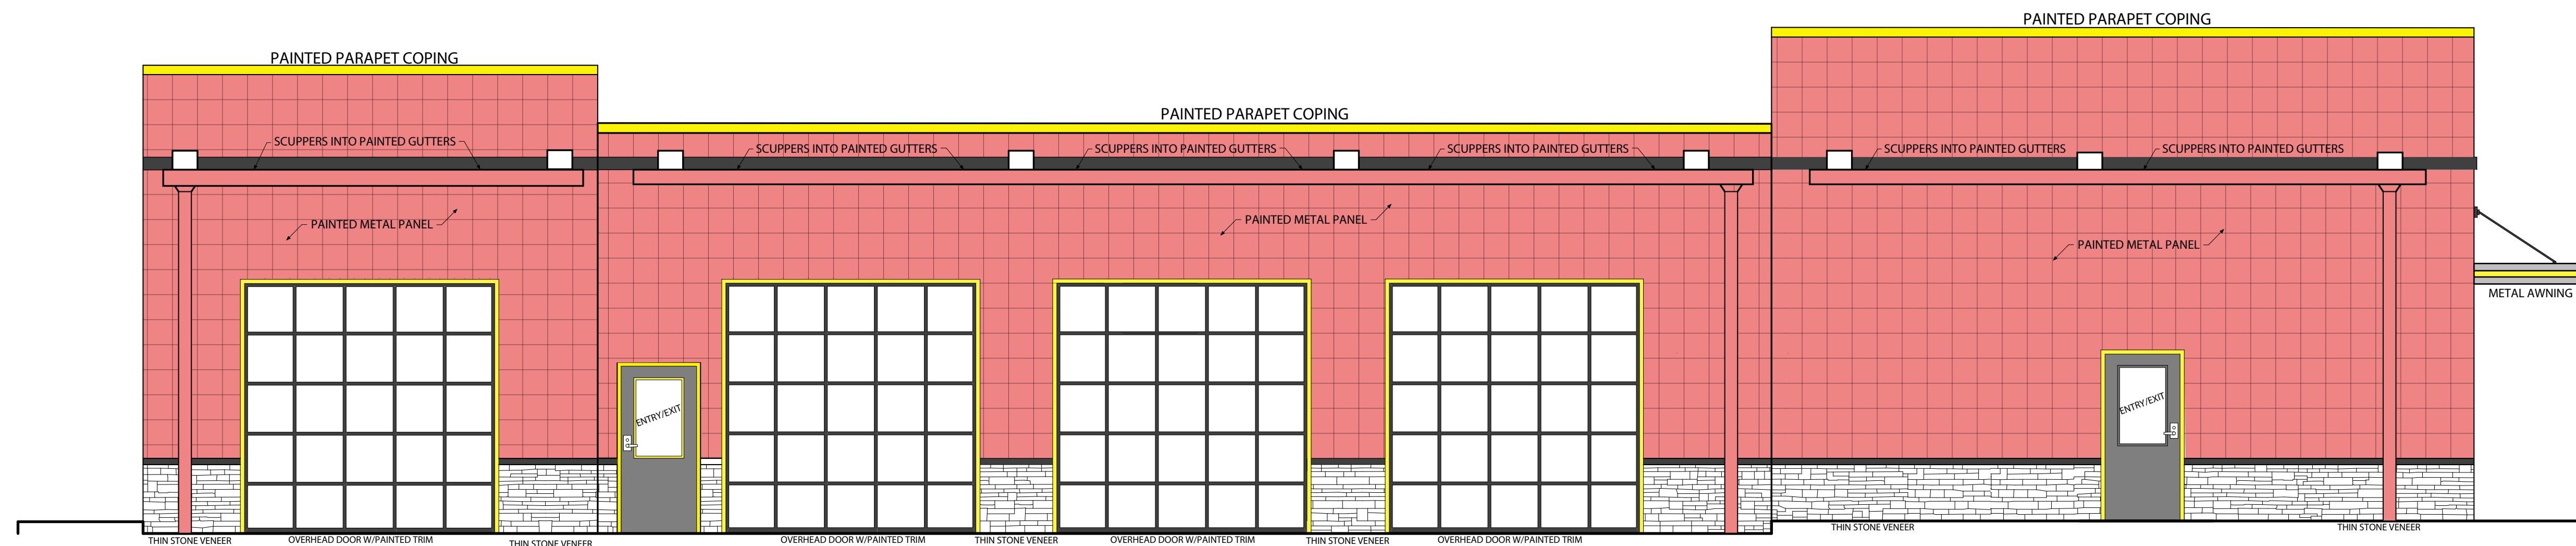 PAINTED PARAPET COPING
PAINTED PARAPET COPING
PAINTED PARAPET COPING
SCUPPERS INTO PAINTED GUTTERS
SCUPPERS INTO PAINTED GUTTERS
SCUPPERS INTO PAINTED GUTTERS
SCUPPERS INTO PAINTED GUTTERS
SCUPPERS INTO PAINTED GUTTERS
SCUPPERS INTO PAINTED GUTTERS
PAINTED METAL PANEL
PAINTED METAL PANEL
PAINTED METAL PANEL
METAL AWNING
ENTRY/EXIT
ENTRY/EXIT
THIN STONE VENEER
OVERHEAD DOOR W/PAINTED TRIM
THIN STONE VENEER
OVERHEAD DOOR W/PAINTED TRIM
THIN STONE VENEER
OVERHEAD DOOR W/PAINTED TRIM
THIN STONE VENEER
OVERHEAD DOOR W/PAINTED TRIM
THIN STONE VENEER
THIN STONE VENEER